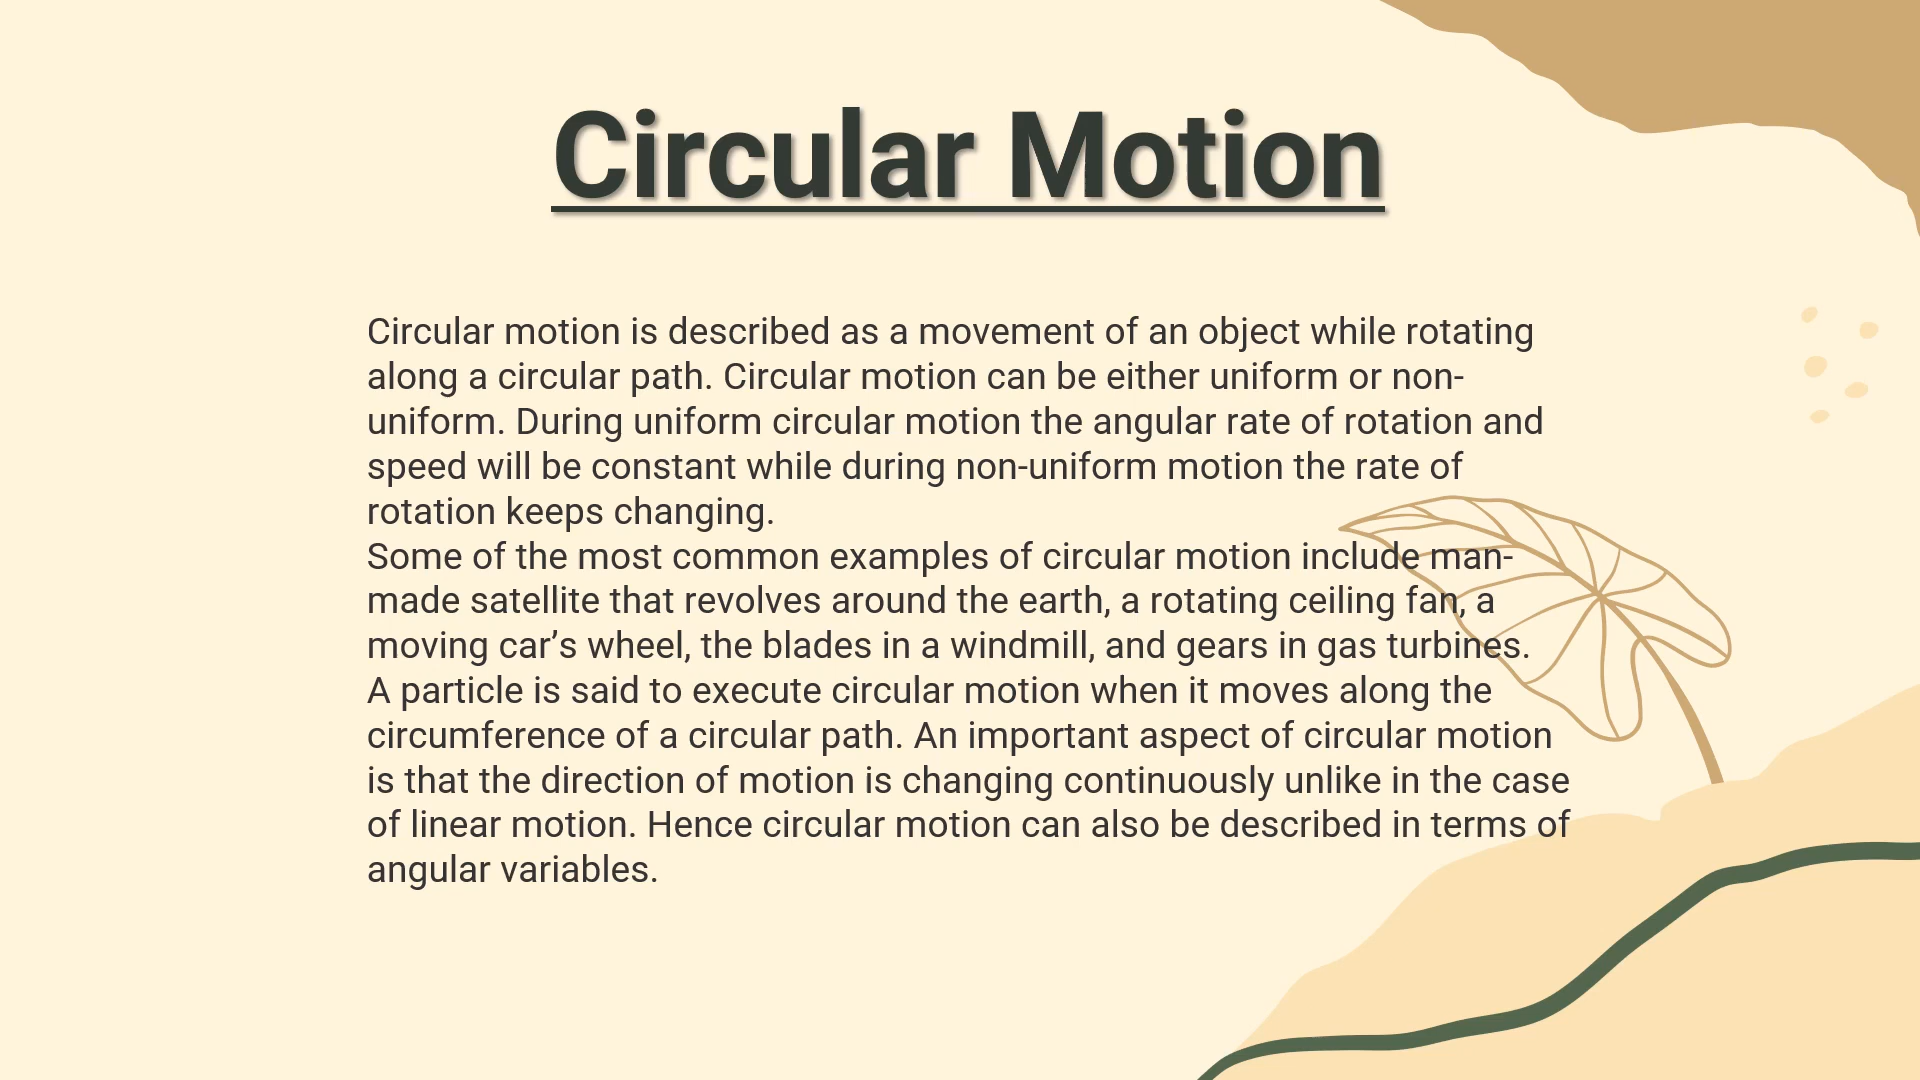 Circular Motion
Circular motion is described as a movement of an object while rotating
along a circular path. Circular motion can be either uniform or non-
uniform. During uniform circular motion the angular rate of rotation and
speed will be constant while during non-uniform motion the rate of
rotation keeps changing.
Some of the most common examples of circular motion include man-
made satellite that revolves around the earth, a rotating ceiling fan, a
moving car’s wheel, the blades in a windmill, and gears in gas turbines.
A particle is said to execute circular motion when it moves along the
circumference of a circular path. An important aspect of circular motion
is that the direction of motion is changing continuously unlike in the case
of linear motion. Hence circular motion can also be described in terms of
angular variables.